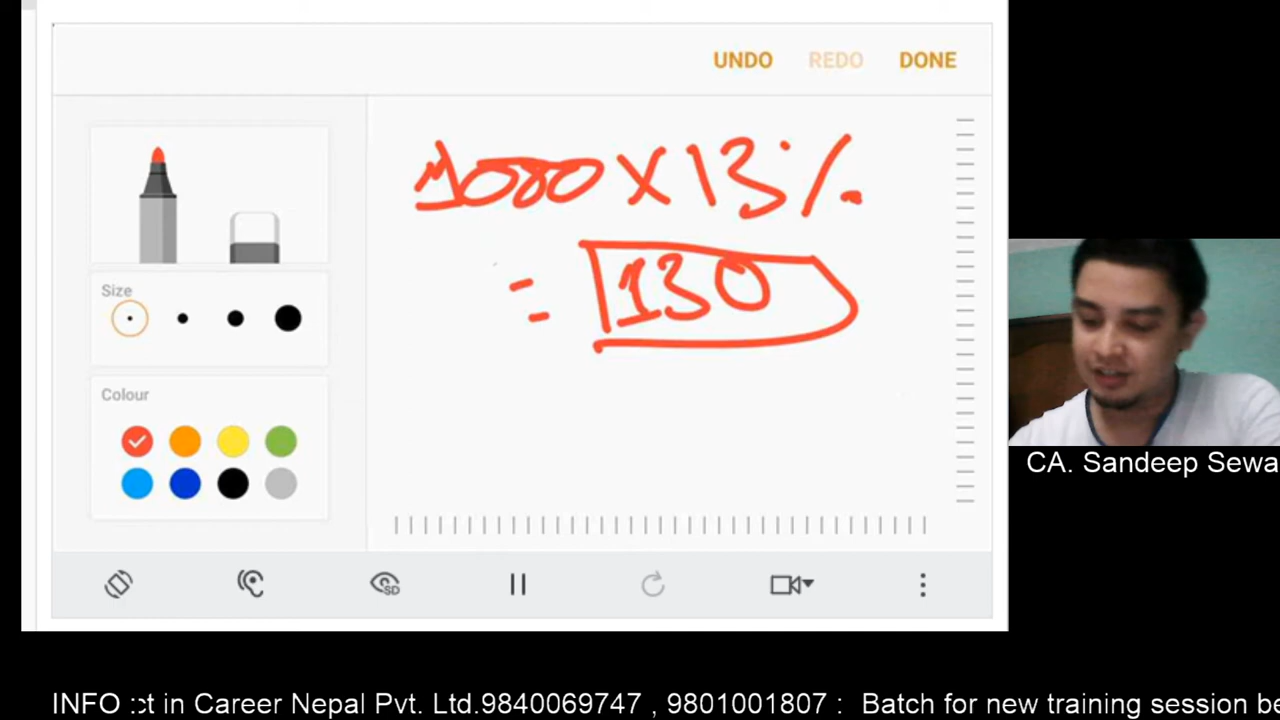 UNDO REDO DONE
1000 x 13%
= 130
Size
Colour
SD
CA. Sandeep Sewa
INFO :ct in Career Nepal Pvt. Ltd.9840069747 , 9801001807 : Batch for new training session be